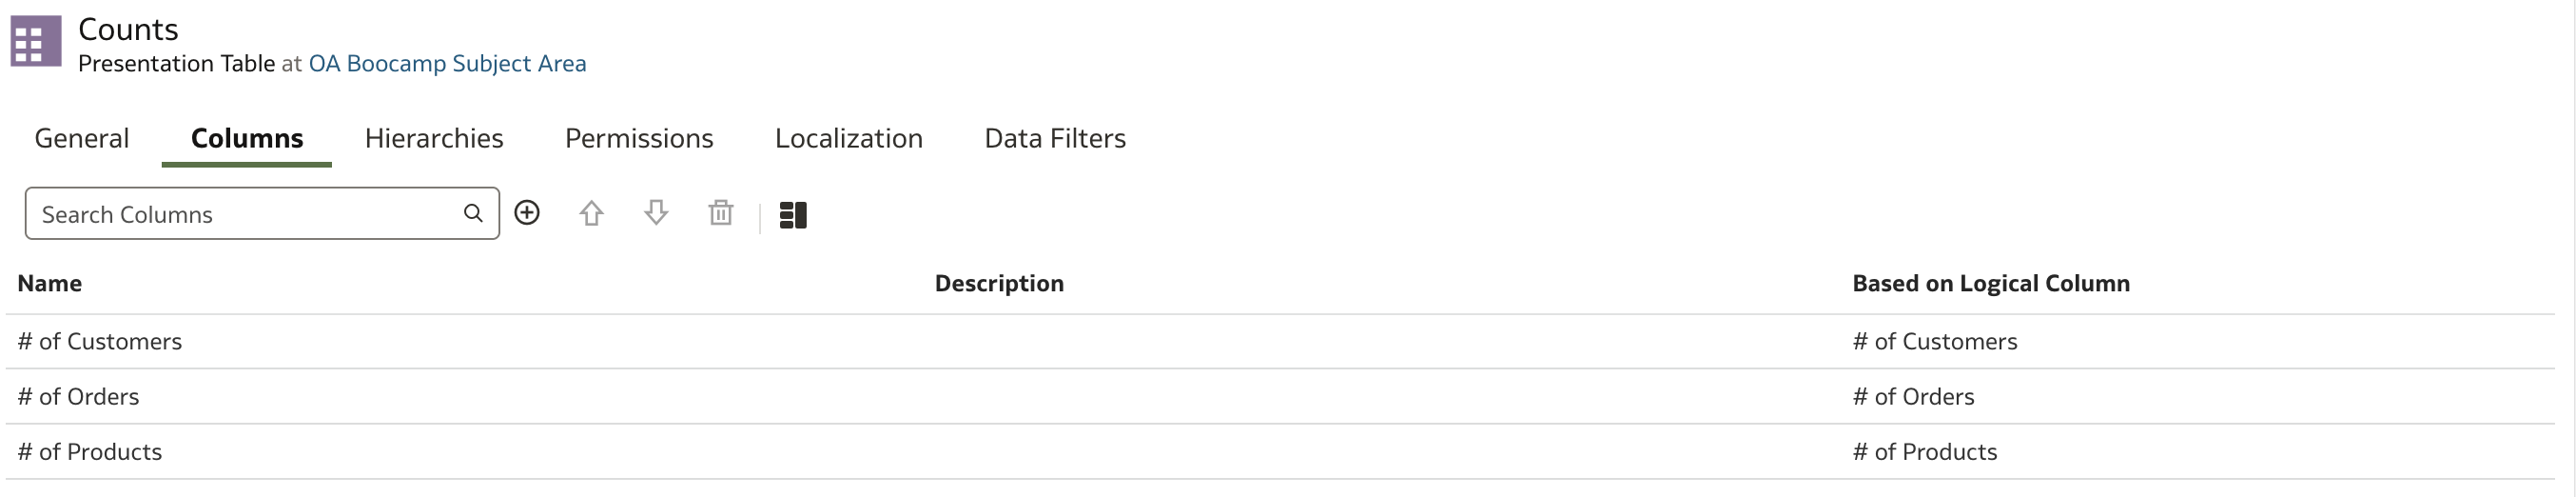 Counts
Presentation Table at OA Boocamp Subject Area
General Columns Hierarchies Permissions Localization Data Filters
Search Columns
Name Description Based on Logical Column
# of Customers # of Customers
# of Orders # of Orders
# of Products # of Products